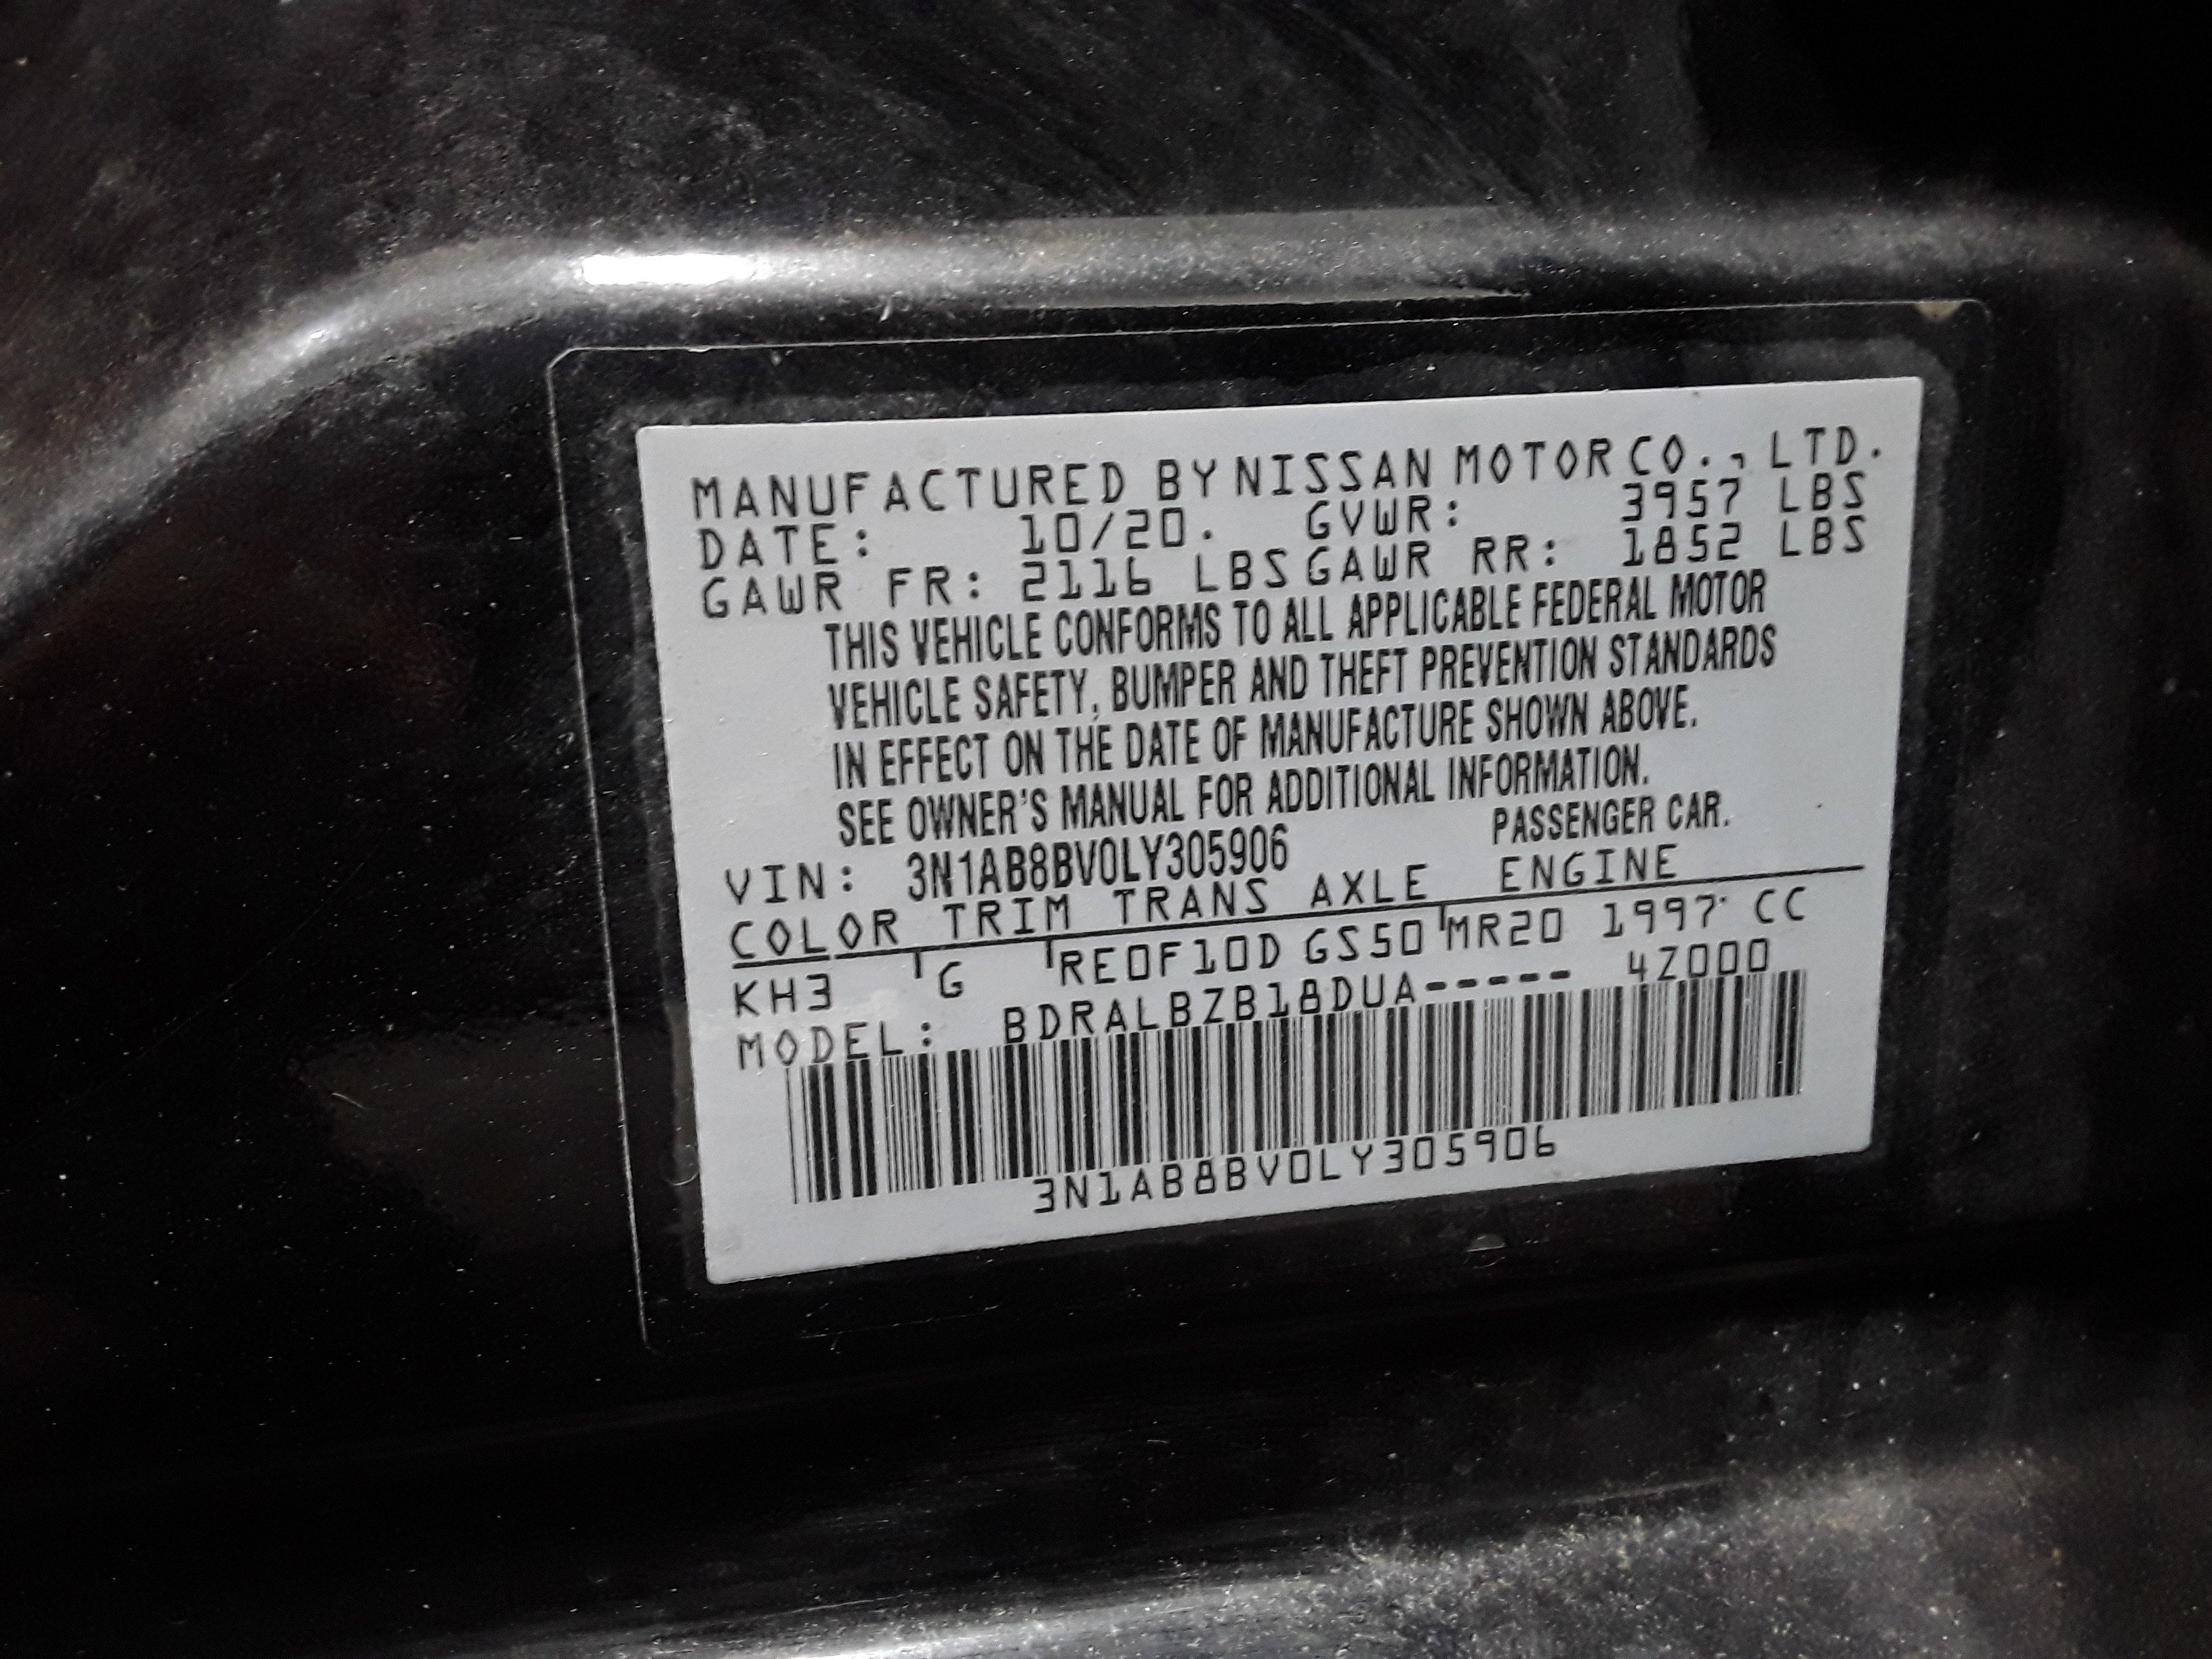 MANUFACTURED BY NISSAN MOTOR CO., LTD.
DATE: 10/20. GVWR: 3957 LBS
GAWR FR: 2116 LBS GAWR RR: 1852 LBS
THIS VEHICLE CONFORMS TO ALL APPLICABLE FEDERAL MOTOR
VEHICLE SAFETY, BUMPER AND THEFT PREVENTION STANDARDS
IN EFFECT ON THE DATE OF MANUFACTURE SHOWN ABOVE.
SEE OWNER'S MANUAL FOR ADDITIONAL INFORMATION.
VIN: 3N1AB8BV0LY305906 PASSENGER CAR.
COLOR TRIM TRANS AXLE ENGINE
KH3 G RE0F10D GS50 MR20 1997 CC
MODEL: BDRALBZB18DUA----- 4Z000
3N1AB8BV0LY305906